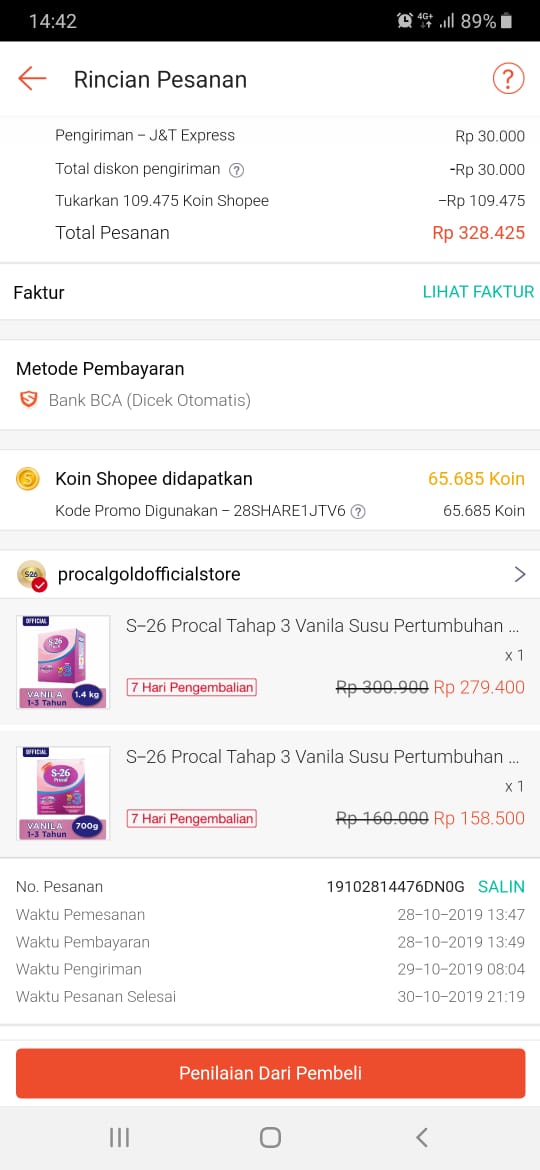 14:42
4G+
89%
Rincian Pesanan
?
Pengiriman – J&T Express Rp 30.000
Total diskon pengiriman ? -Rp 30.000
Tukarkan 109.475 Koin Shopee –Rp 109.475
Total Pesanan Rp 328.425
Faktur LIHAT FAKTUR
Metode Pembayaran
Bank BCA (Dicek Otomatis)
Koin Shopee didapatkan 65.685 Koin
Kode Promo Digunakan – 28SHARE1JTV6 ? 65.685 Koin
S26 procalgoldofficialstore
OFFICIAL
S-26
Procal
3
VANILA 1.4 kg
1-3 Tahun
S–26 Procal Tahap 3 Vanila Susu Pertumbuhan ...
x 1
7 Hari Pengembalian Rp 300.900 Rp 279.400
OFFICIAL
S-26
Procal
3
VANILA 700g
1-3 Tahun
S–26 Procal Tahap 3 Vanila Susu Pertumbuhan ...
x 1
7 Hari Pengembalian Rp 160.000 Rp 158.500
No. Pesanan 19102814476DN0G SALIN
Waktu Pemesanan 28–10–2019 13:47
Waktu Pembayaran 28–10–2019 13:49
Waktu Pengiriman 29–10–2019 08:04
Waktu Pesanan Selesai 30–10–2019 21:19
Penilaian Dari Pembeli